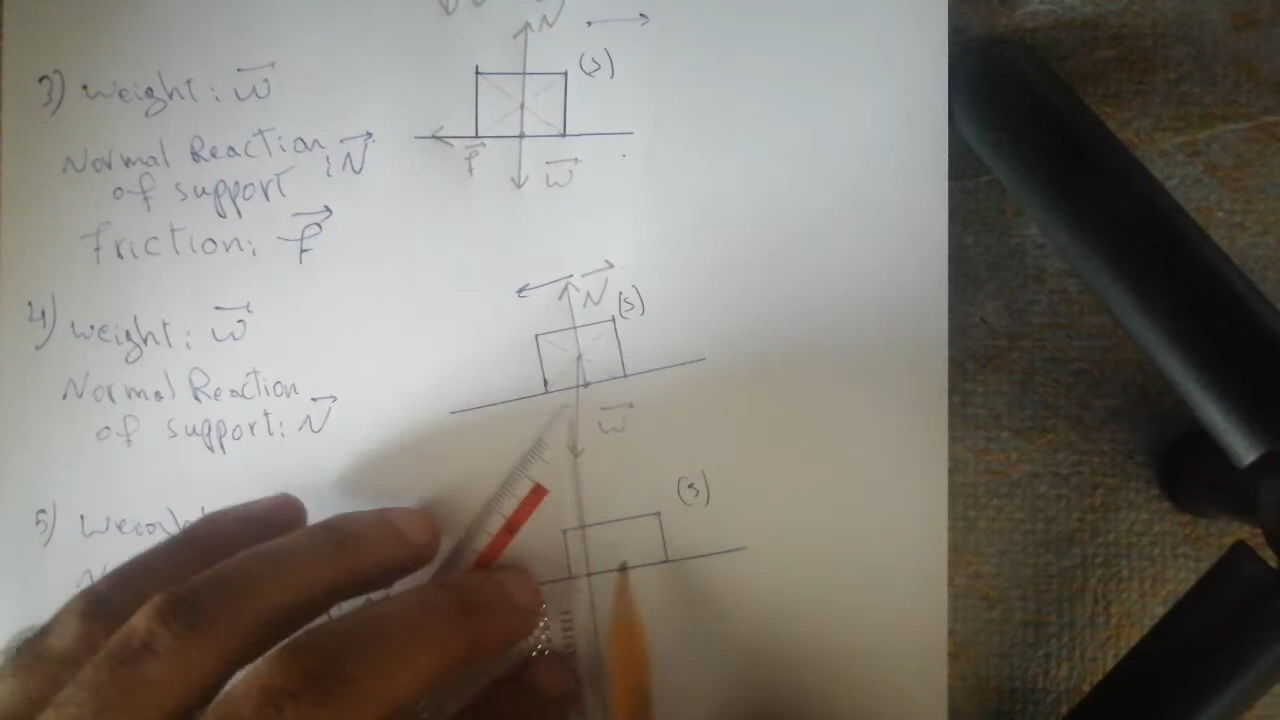 N
3) Weight: W
(s)
Normal Reaction
of support : N
f
W
Friction: f
N
(s)
4) Weight: W
Normal Reaction
of support: N
W
(s)
5)